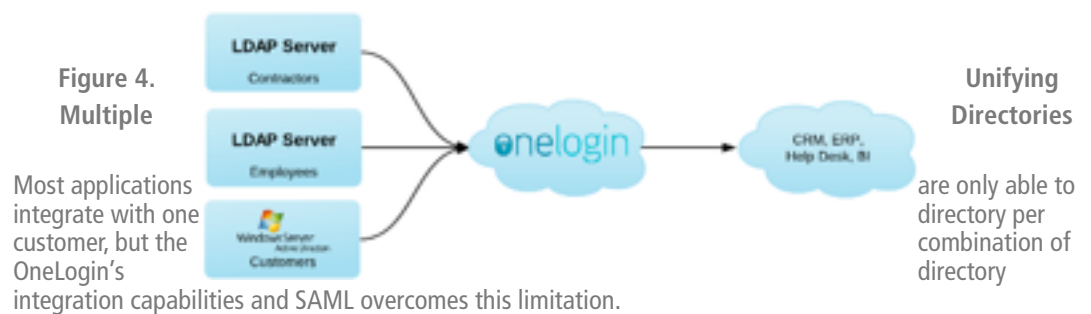 Figure 4. Unifying
Multiple Directories
LDAP Server
Contractors
LDAP Server
Employees
Windows Server
Active Directory
Customers
onelogin
CRM, ERP,
Help Desk, BI
Most applications are only able to
integrate with one directory per
customer, but the combination of
OneLogin's directory
integration capabilities and SAML overcomes this limitation.